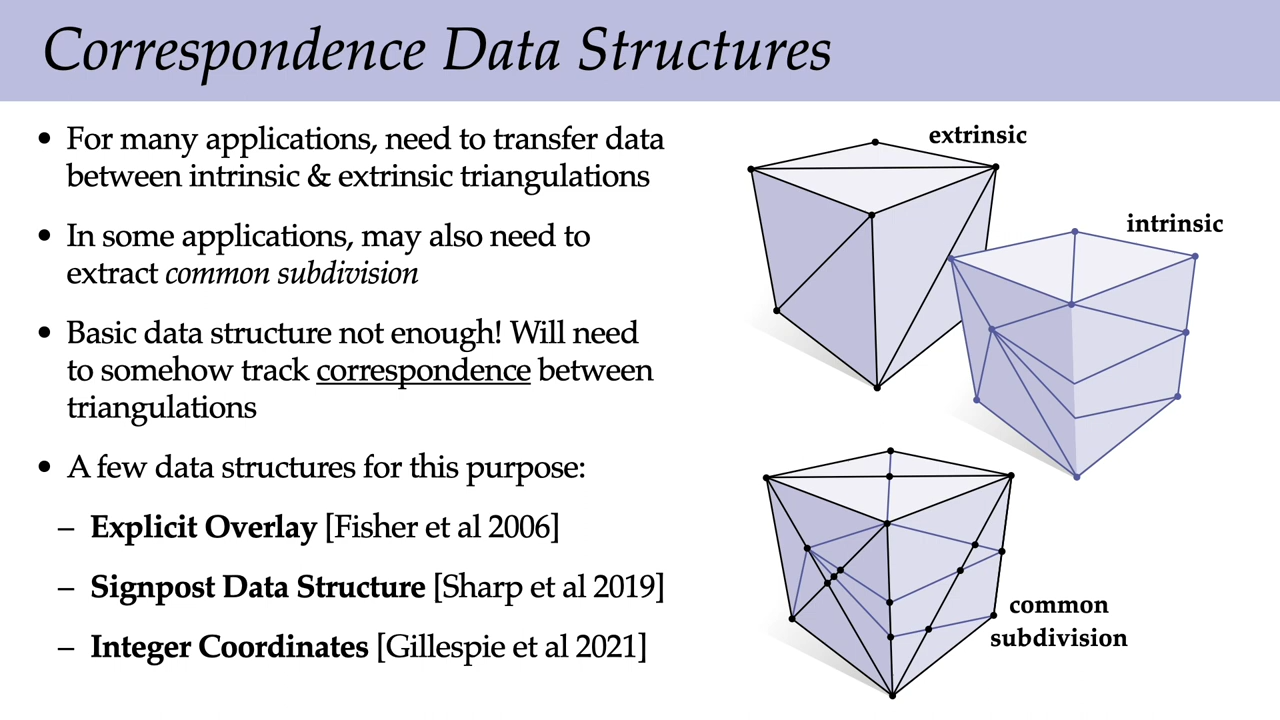 Correspondence Data Structures
• For many applications, need to transfer data
between intrinsic & extrinsic triangulations
• In some applications, may also need to
extract common subdivision
• Basic data structure not enough! Will need
to somehow track correspondence between
triangulations
• A few data structures for this purpose:
– Explicit Overlay [Fisher et al 2006]
– Signpost Data Structure [Sharp et al 2019]
– Integer Coordinates [Gillespie et al 2021]
extrinsic
intrinsic
common
subdivision